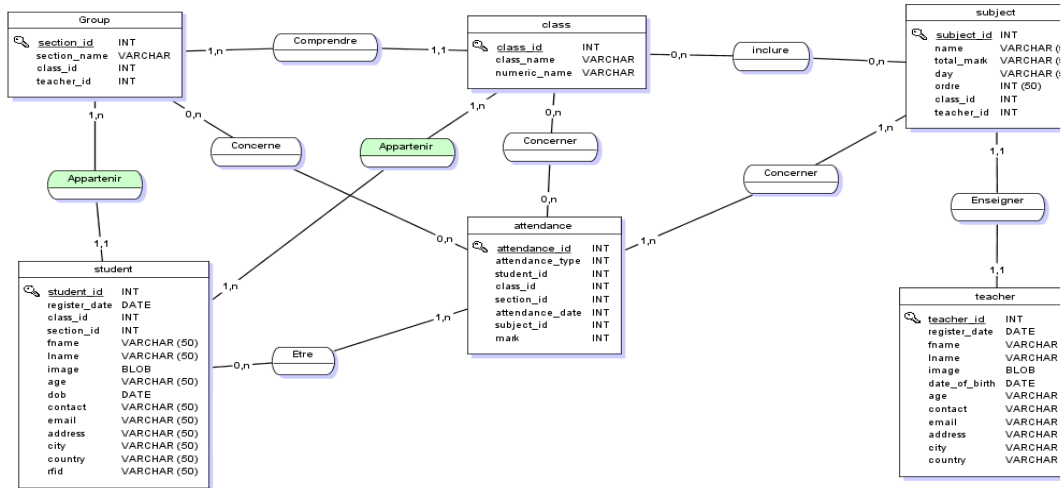 Group
section_id INT
section_name VARCHAR
class_id INT
teacher_id INT
1,n
Comprendre
1,1
class
class_id INT
class_name VARCHAR
numeric_name VARCHAR
0,n
inclure
0,n
subject
subject_id INT
name VARCHAR (
total_mark VARCHAR (
day VARCHAR (
ordre INT (50)
class_id INT
teacher_id INT
1,n
0,n
Concerne
0,n
1,n
Appartenir
1,n
0,n
Concerner
0,n
1,n
Concerner
1,n
1,1
Enseigner
1,1
Appartenir
1,1
student
student_id INT
register_date DATE
class_id INT
section_id INT
fname VARCHAR (50)
lname VARCHAR (50)
image BLOB
age VARCHAR (50)
dob DATE
contact VARCHAR (50)
email VARCHAR (50)
address VARCHAR (50)
city VARCHAR (50)
country VARCHAR (50)
rfid VARCHAR (50)
0,n
Etre
1,n
attendance
attendance_id INT
attendance_type INT
student_id INT
class_id INT
section_id INT
attendance_date INT
subject_id INT
mark INT
teacher
teacher_id INT
register_date DATE
fname VARCHAR
lname VARCHAR
image BLOB
date_of_birth DATE
age VARCHAR
contact VARCHAR
email VARCHAR
address VARCHAR
city VARCHAR
country VARCHAR